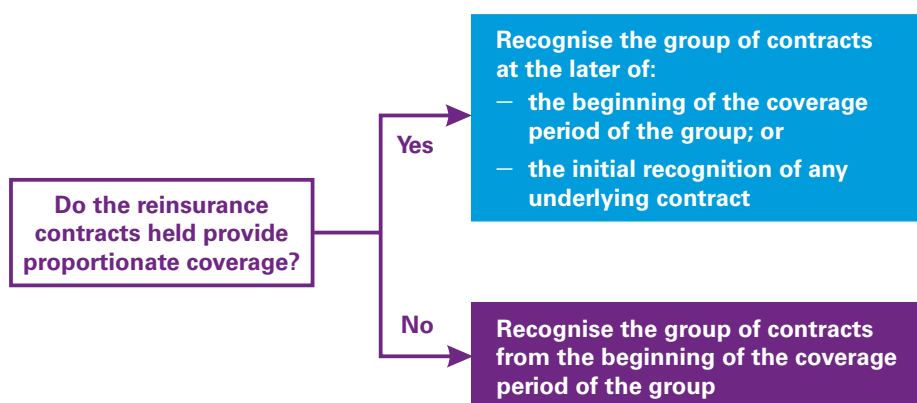 Do the reinsurance
contracts held provide
proportionate coverage?
Yes
Recognise the group of contracts
at the later of:
– the beginning of the coverage
period of the group; or
– the initial recognition of any
underlying contract
No
Recognise the group of contracts
from the beginning of the coverage
period of the group